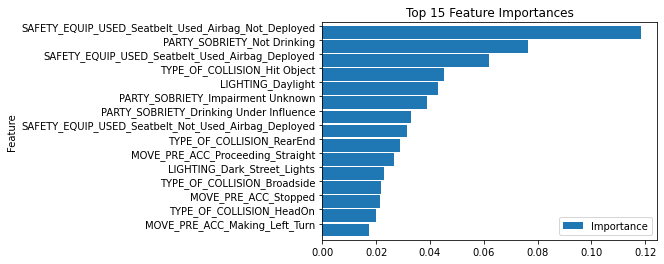 Top 15 Feature Importances
SAFETY_EQUIP_USED_Seatbelt_Used_Airbag_Not_Deployed
PARTY_SOBRIETY_Not Drinking
SAFETY_EQUIP_USED_Seatbelt_Used_Airbag_Deployed
TYPE_OF_COLLISION_Hit Object
LIGHTING_Daylight
PARTY_SOBRIETY_Impairment Unknown
PARTY_SOBRIETY_Drinking Under Influence
SAFETY_EQUIP_USED_Seatbelt_Not_Used_Airbag_Deployed
TYPE_OF_COLLISION_RearEnd
MOVE_PRE_ACC_Proceeding_Straight
LIGHTING_Dark_Street_Lights
TYPE_OF_COLLISION_Broadside
MOVE_PRE_ACC_Stopped
TYPE_OF_COLLISION_HeadOn
MOVE_PRE_ACC_Making_Left_Turn
Feature
Importance
0.00 0.02 0.04 0.06 0.08 0.10 0.12